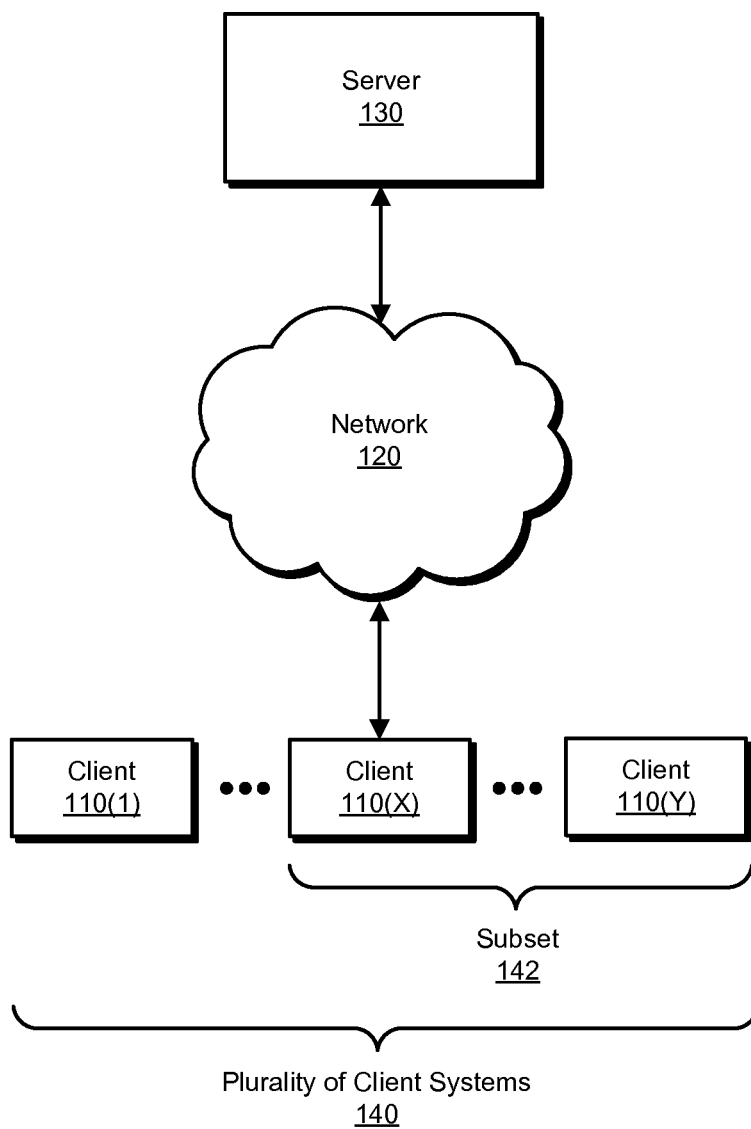 Server
130
Network
120
Client
110(1)
Client
110(X)
Client
110(Y)
Subset
142
Plurality of Client Systems
140